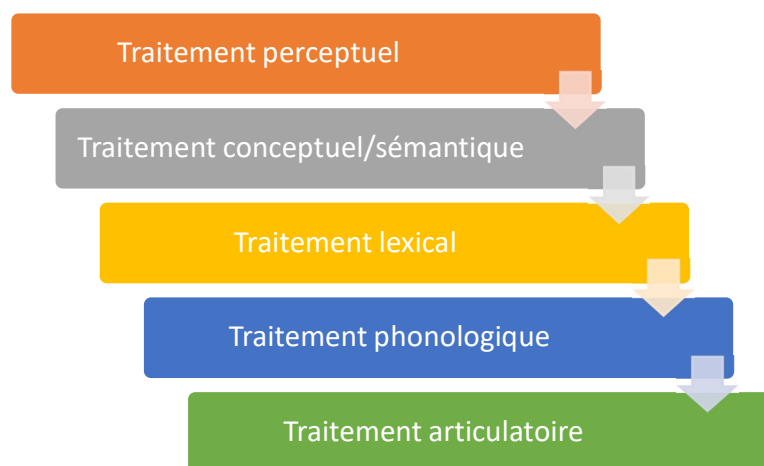 Traitement perceptuel
Traitement conceptuel/sémantique
Traitement lexical
Traitement phonologique
Traitement articulatoire